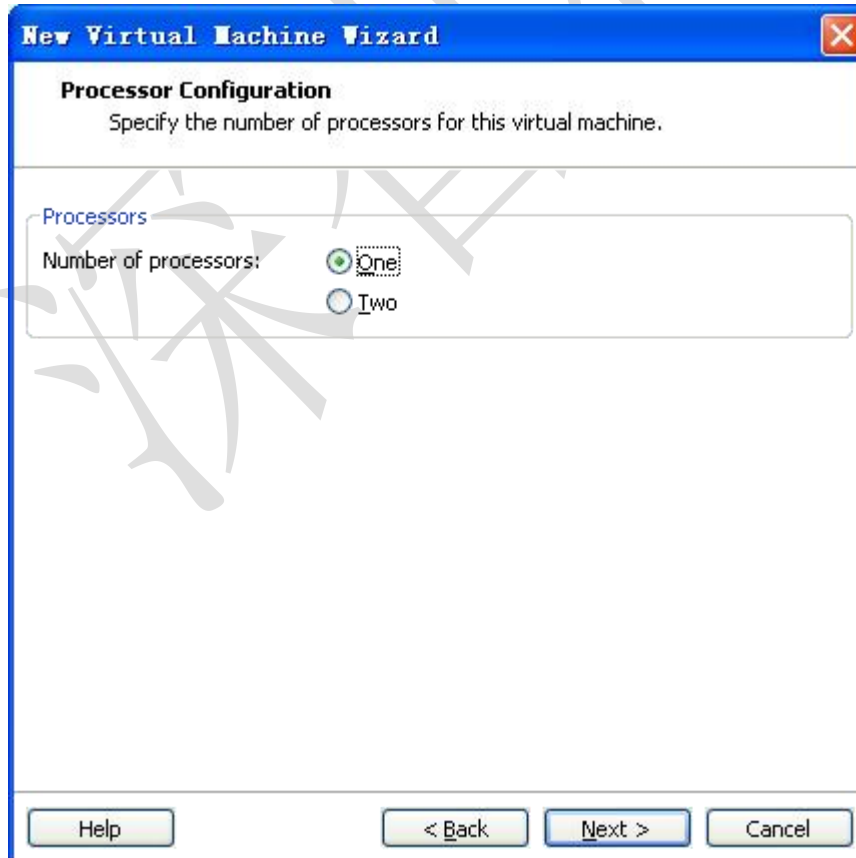 New Virtual Machine Wizard
Processor Configuration
Specify the number of processors for this virtual machine.
Processors
Number of processors:
One
Two
Help
< Back
Next >
Cancel